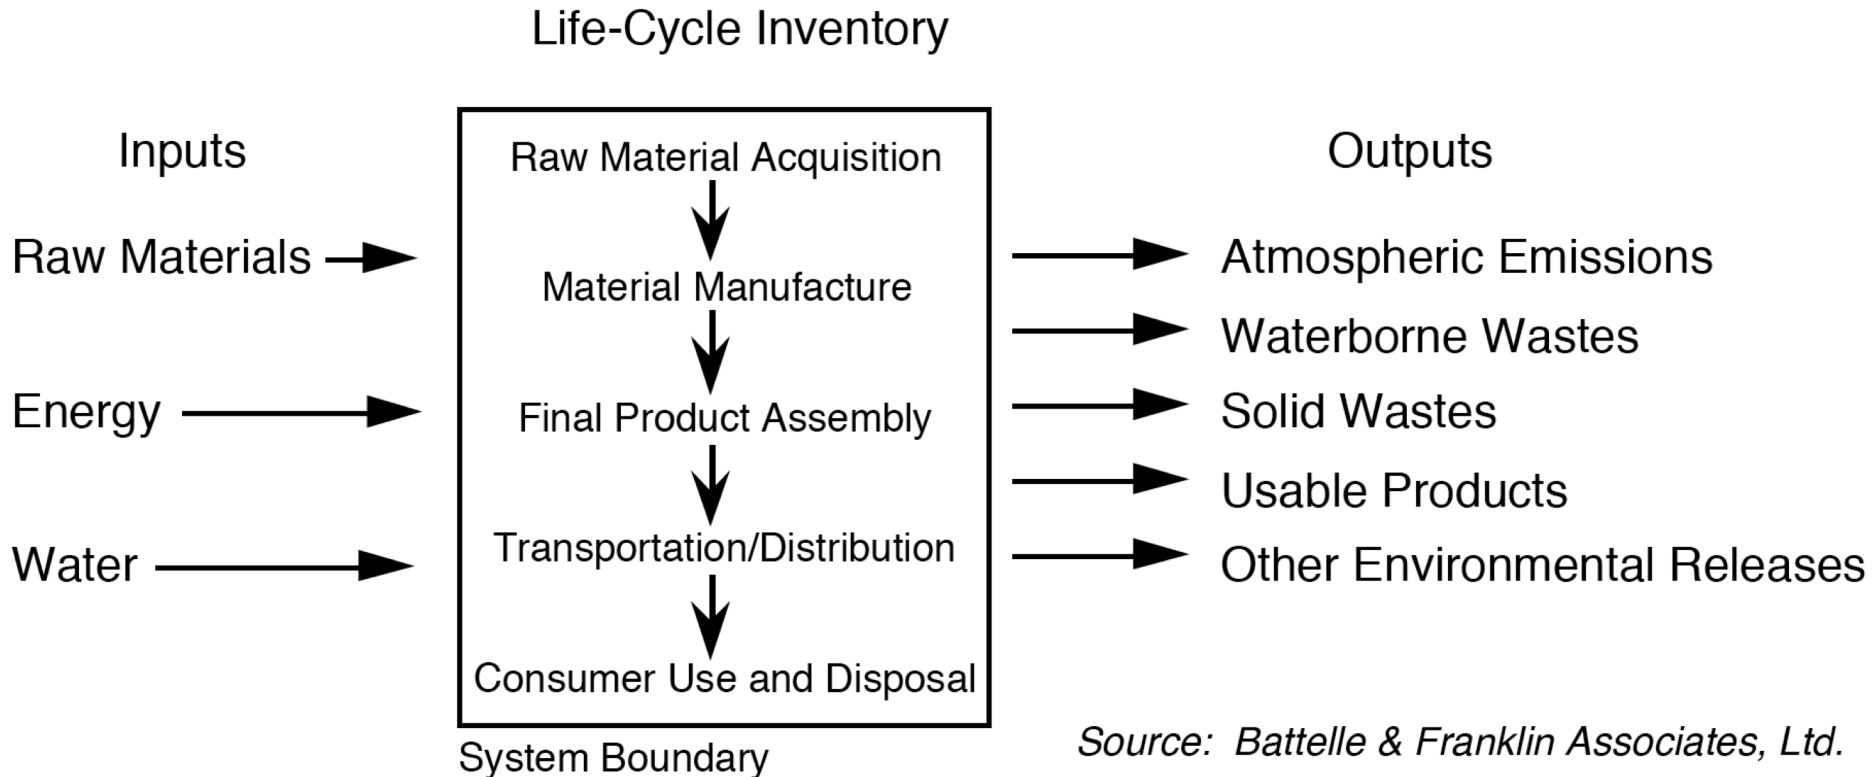 Life-Cycle Inventory
Inputs
Raw Materials
Energy
Water
Raw Material Acquisition
Material Manufacture
Final Product Assembly
Transportation/Distribution
Consumer Use and Disposal
System Boundary
Outputs
Atmospheric Emissions
Waterborne Wastes
Solid Wastes
Usable Products
Other Environmental Releases
Source: Battelle & Franklin Associates, Ltd.